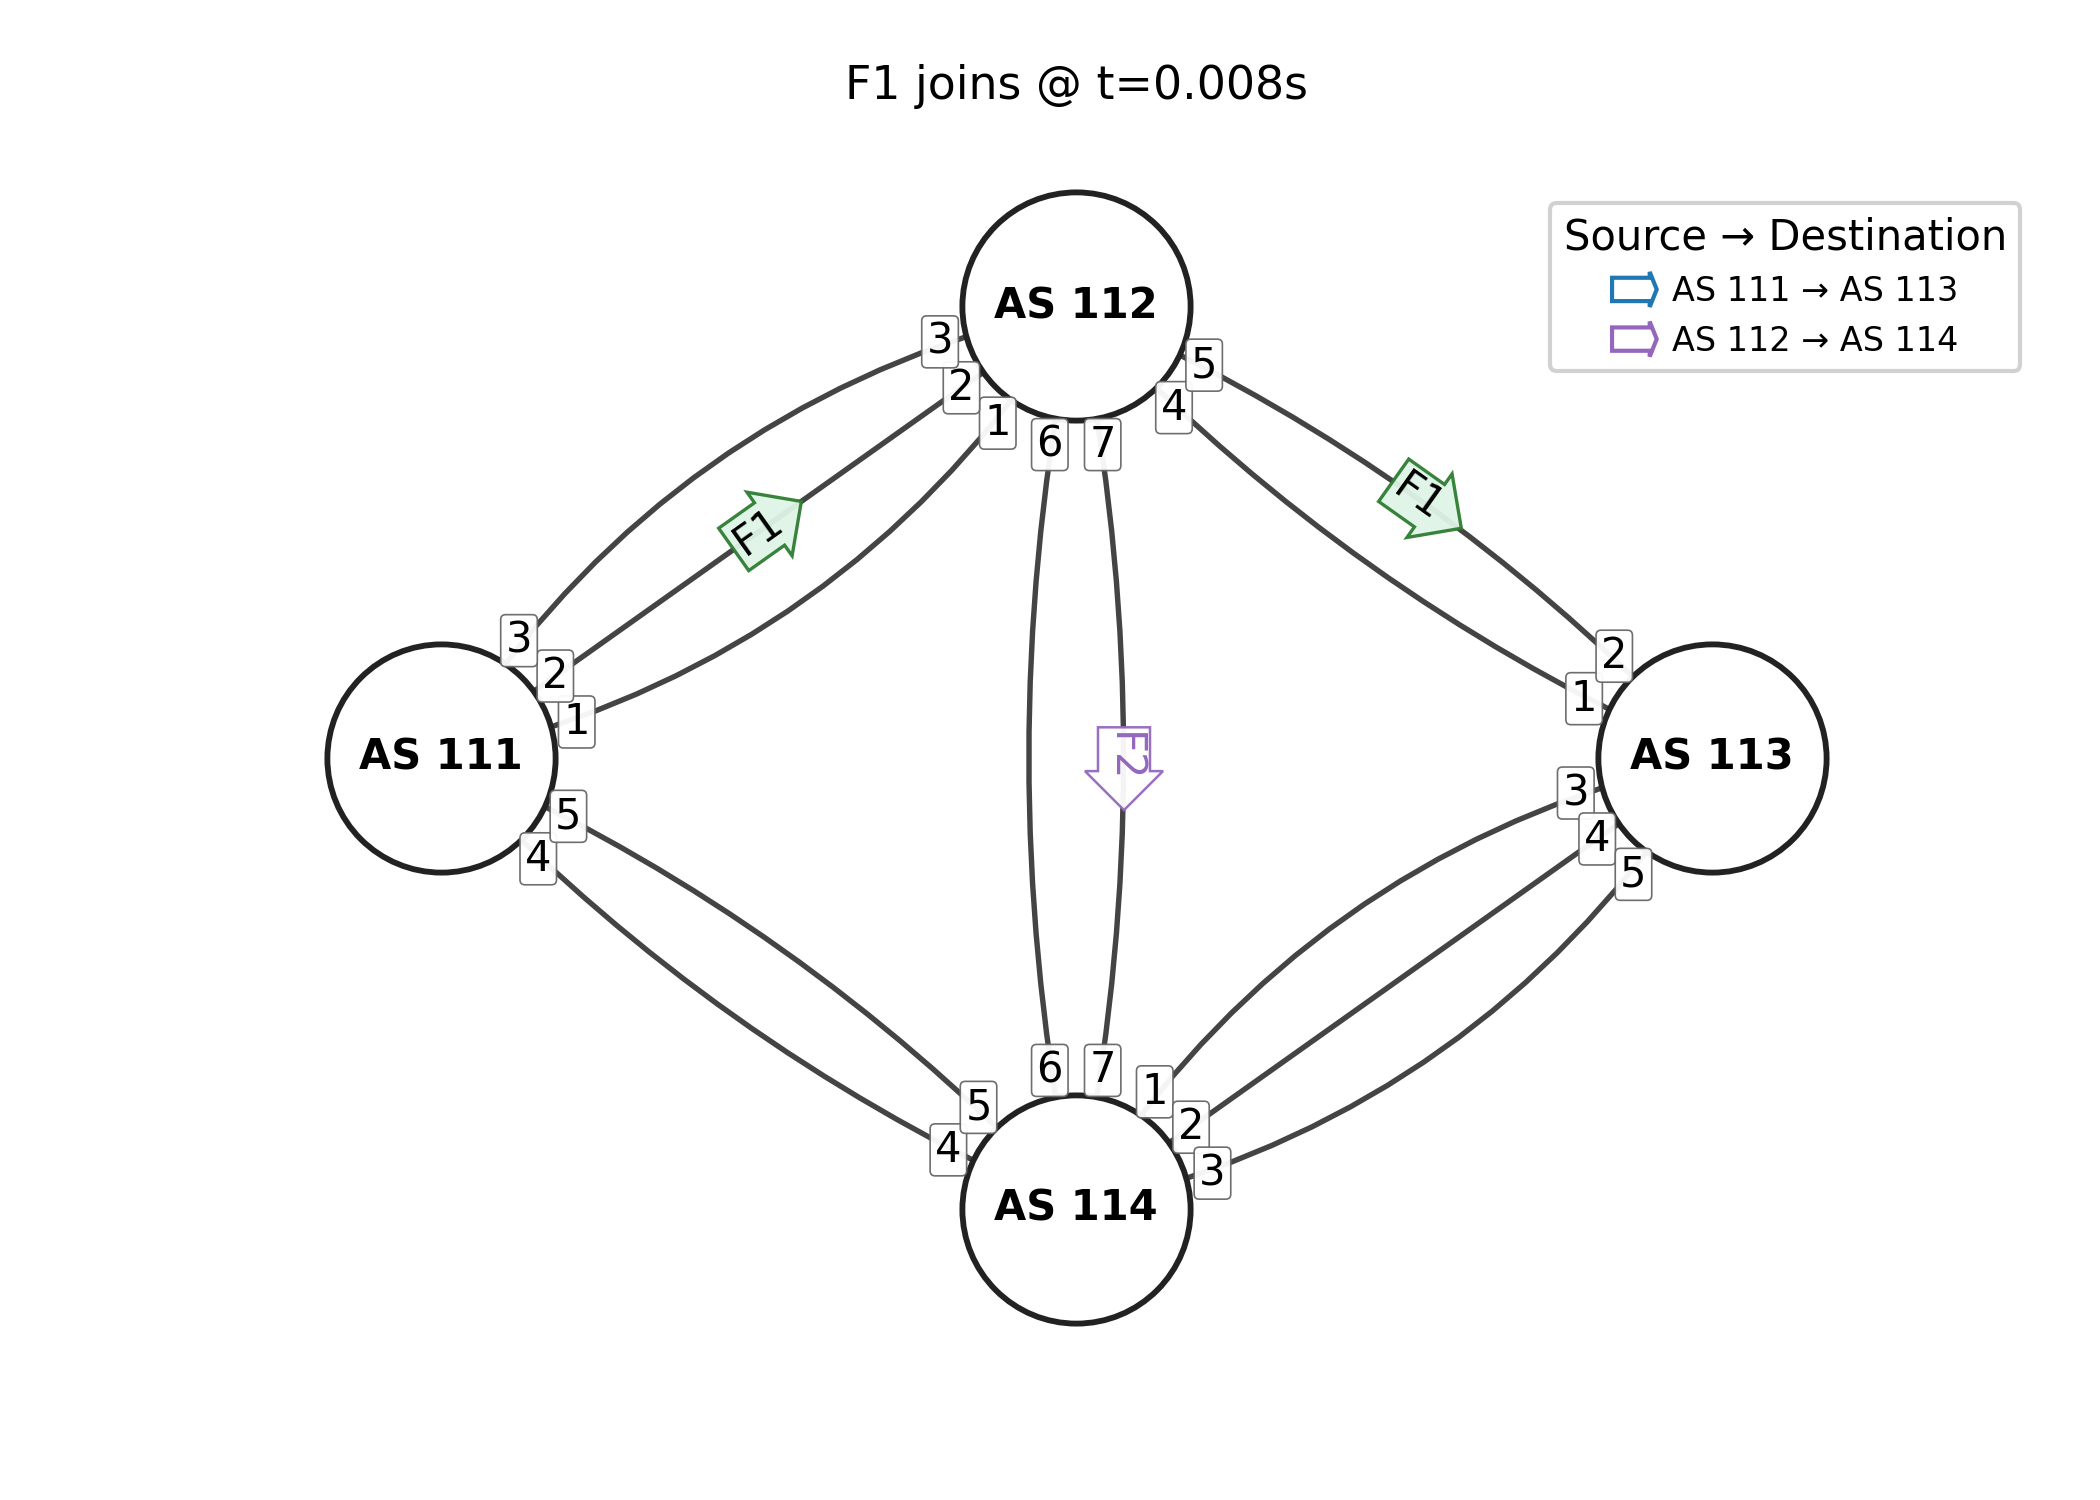 F1 joins @ t=0.008s
Source → Destination
AS 111 → AS 113
AS 112 → AS 114
AS 112
3
2
1
6
7
4
5
F1
F1
3
2
1
2
1
AS 111
F2
AS 113
5
4
3
4
5
6
7
1
2
3
5
4
AS 114